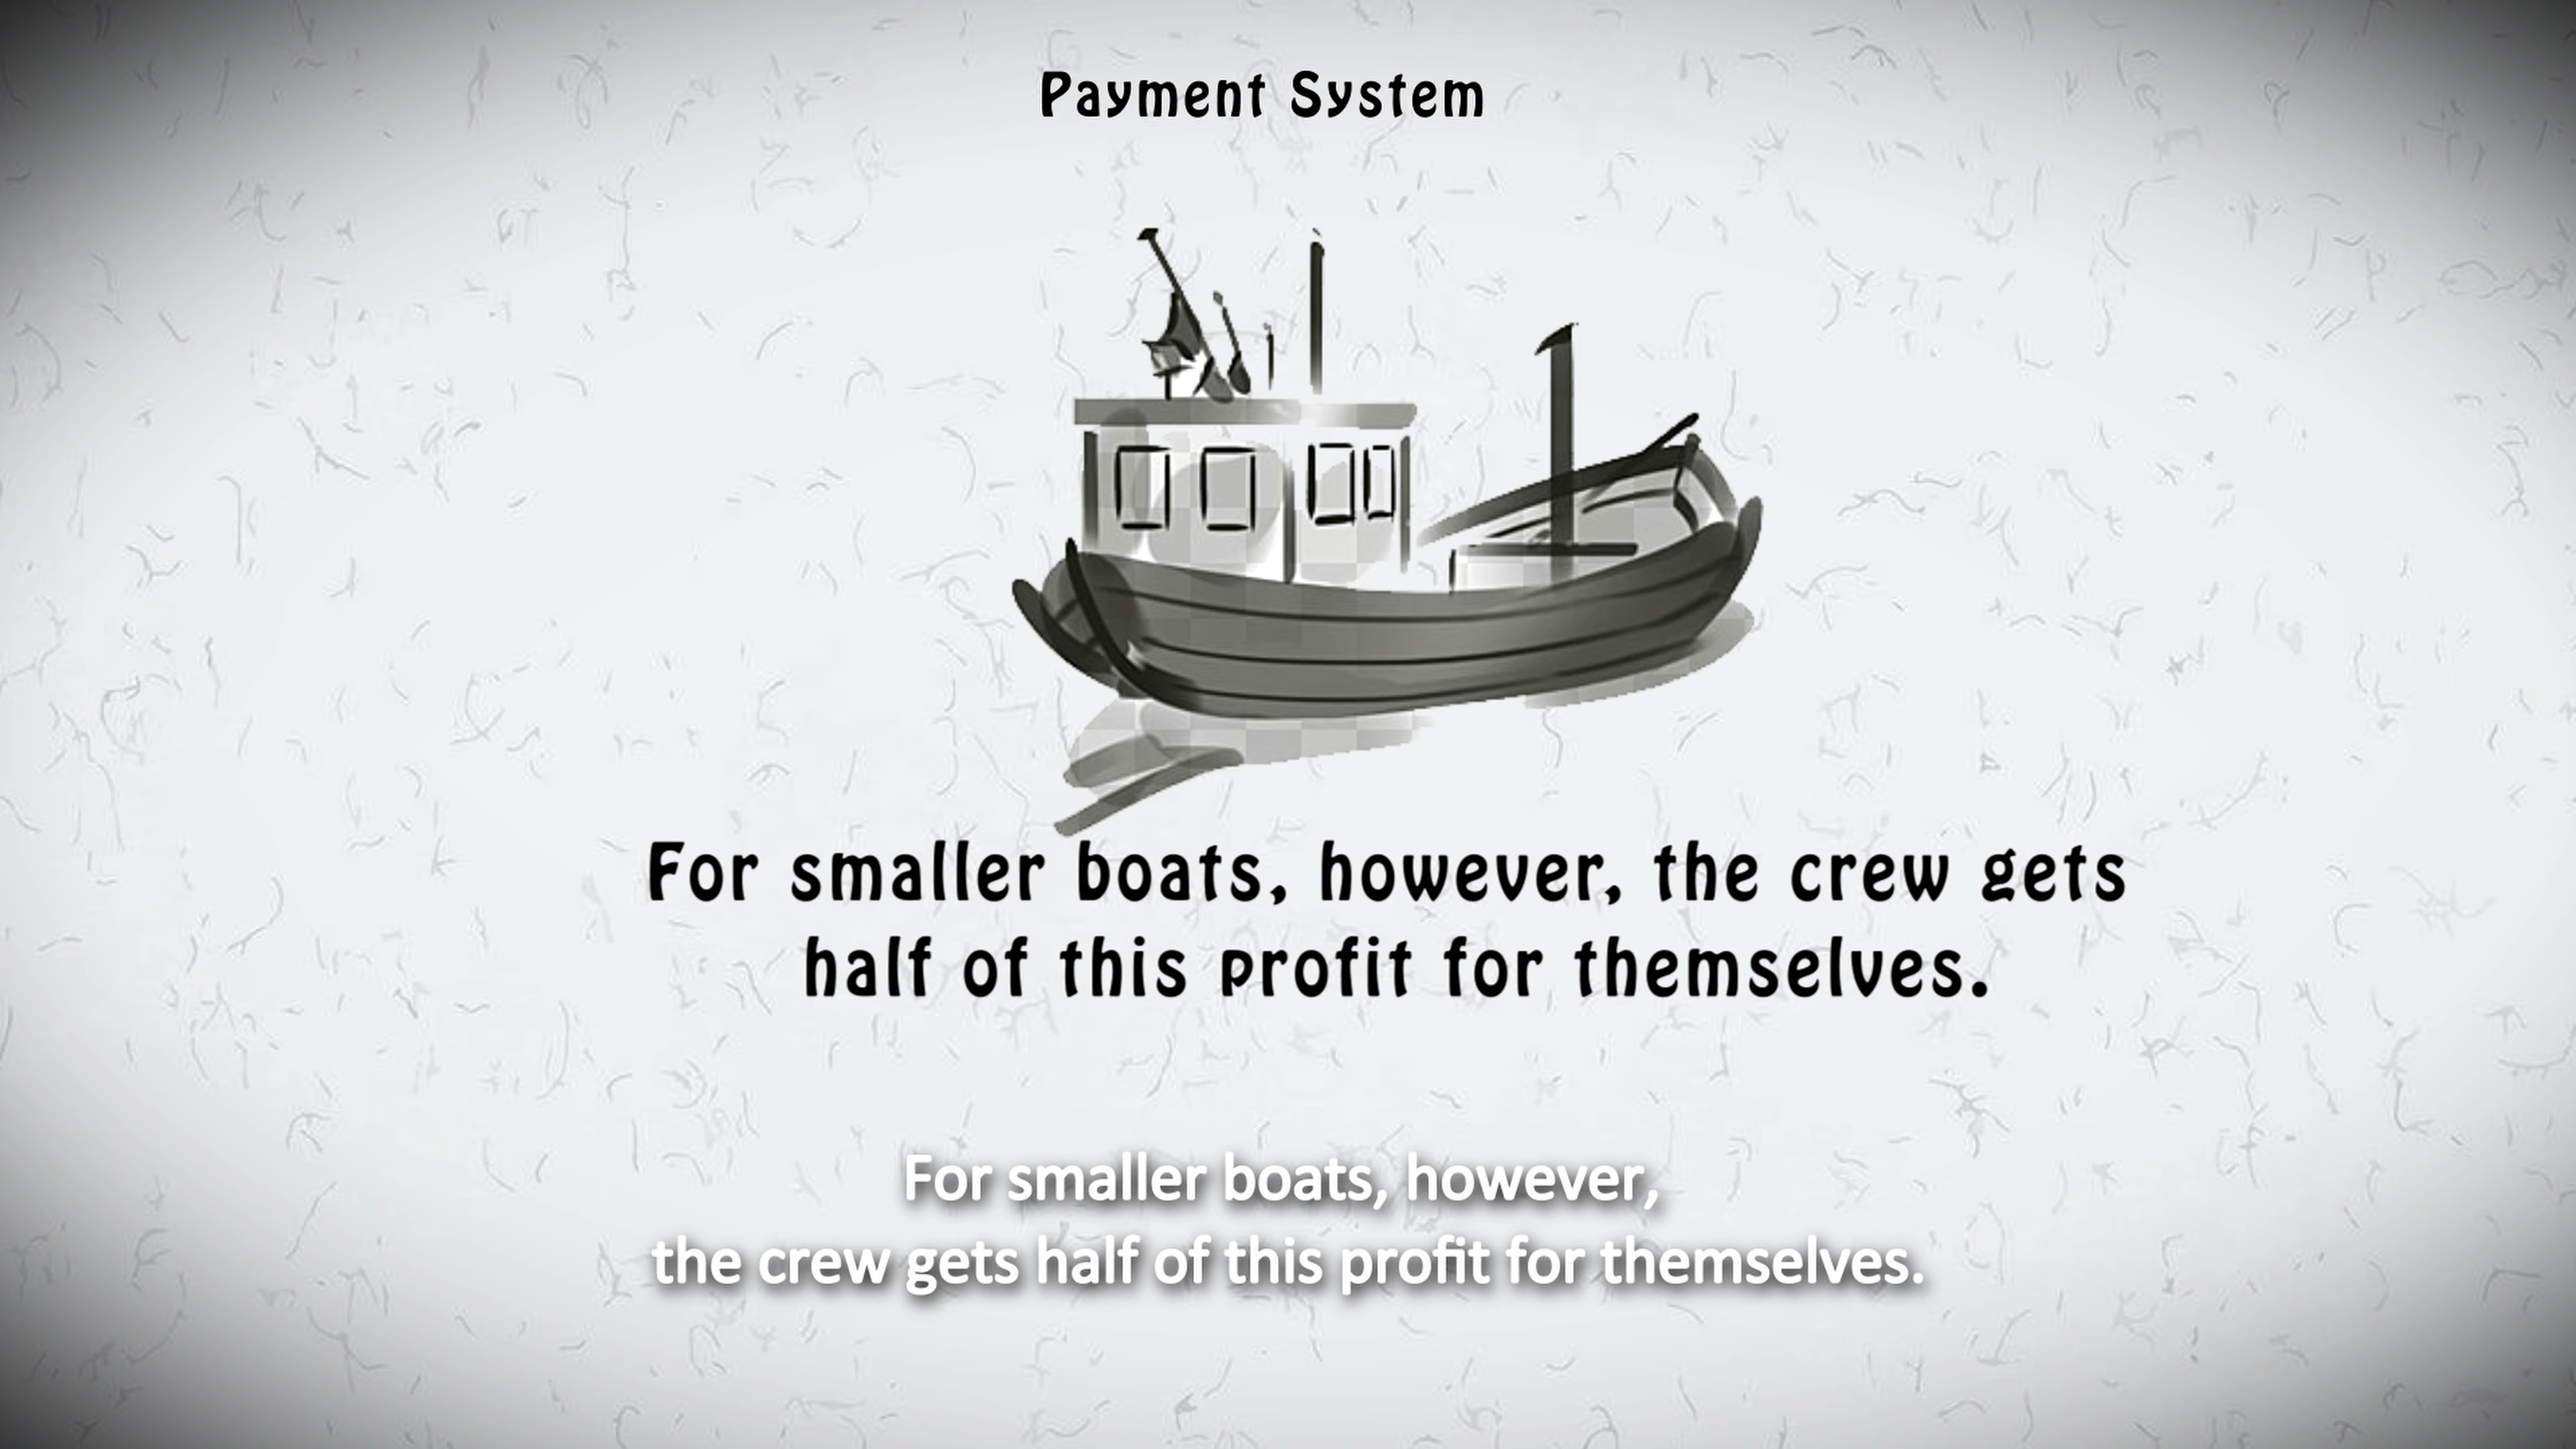 Payment System
For smaller boats, however, the crew gets
half of this profit for themselves.
For smaller boats, however,
the crew gets half of this profit for themselves.